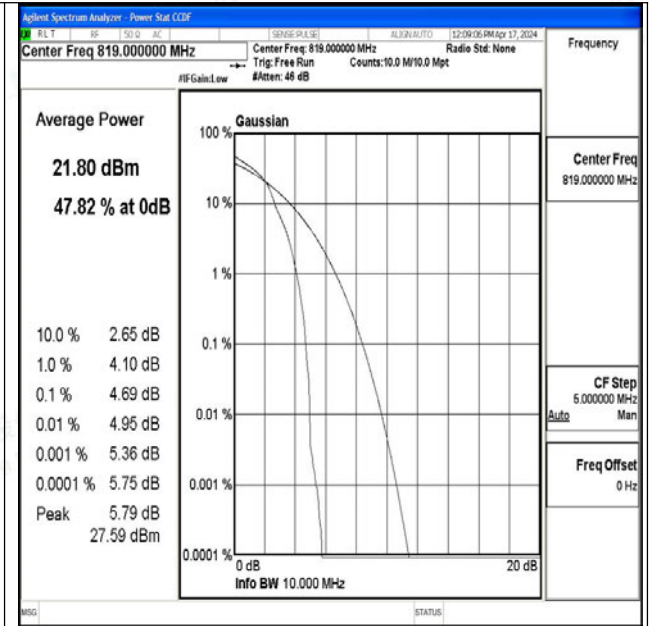 Agilent Spectrum Analyzer - Power Stat CCDF
RLT RF 50 Ω AC SENSE:PULSE ALIGNAUTO 12:09:06 PM Apr 17, 2024
Center Freq 819.000000 MHz
Center Freq: 819.000000 MHz Radio Std: None
Trig: Free Run Counts:10.0 M/10.0 Mpt
#IFGain:Low #Atten: 46 dB
Frequency
Average Power
21.80 dBm
47.82 % at 0dB
10.0 % 2.65 dB
1.0 % 4.10 dB
0.1 % 4.69 dB
0.01 % 4.95 dB
0.001 % 5.36 dB
0.0001 % 5.75 dB
Peak 5.79 dB
27.59 dBm
Gaussian
100 %
10 %
1 %
0.1 %
0.01 %
0.001 %
0.0001 %
0 dB 20 dB
Info BW 10.000 MHz
Center Freq
819.000000 MHz
CF Step
5.000000 MHz
Auto Man
Freq Offset
0 Hz
MSG STATUS